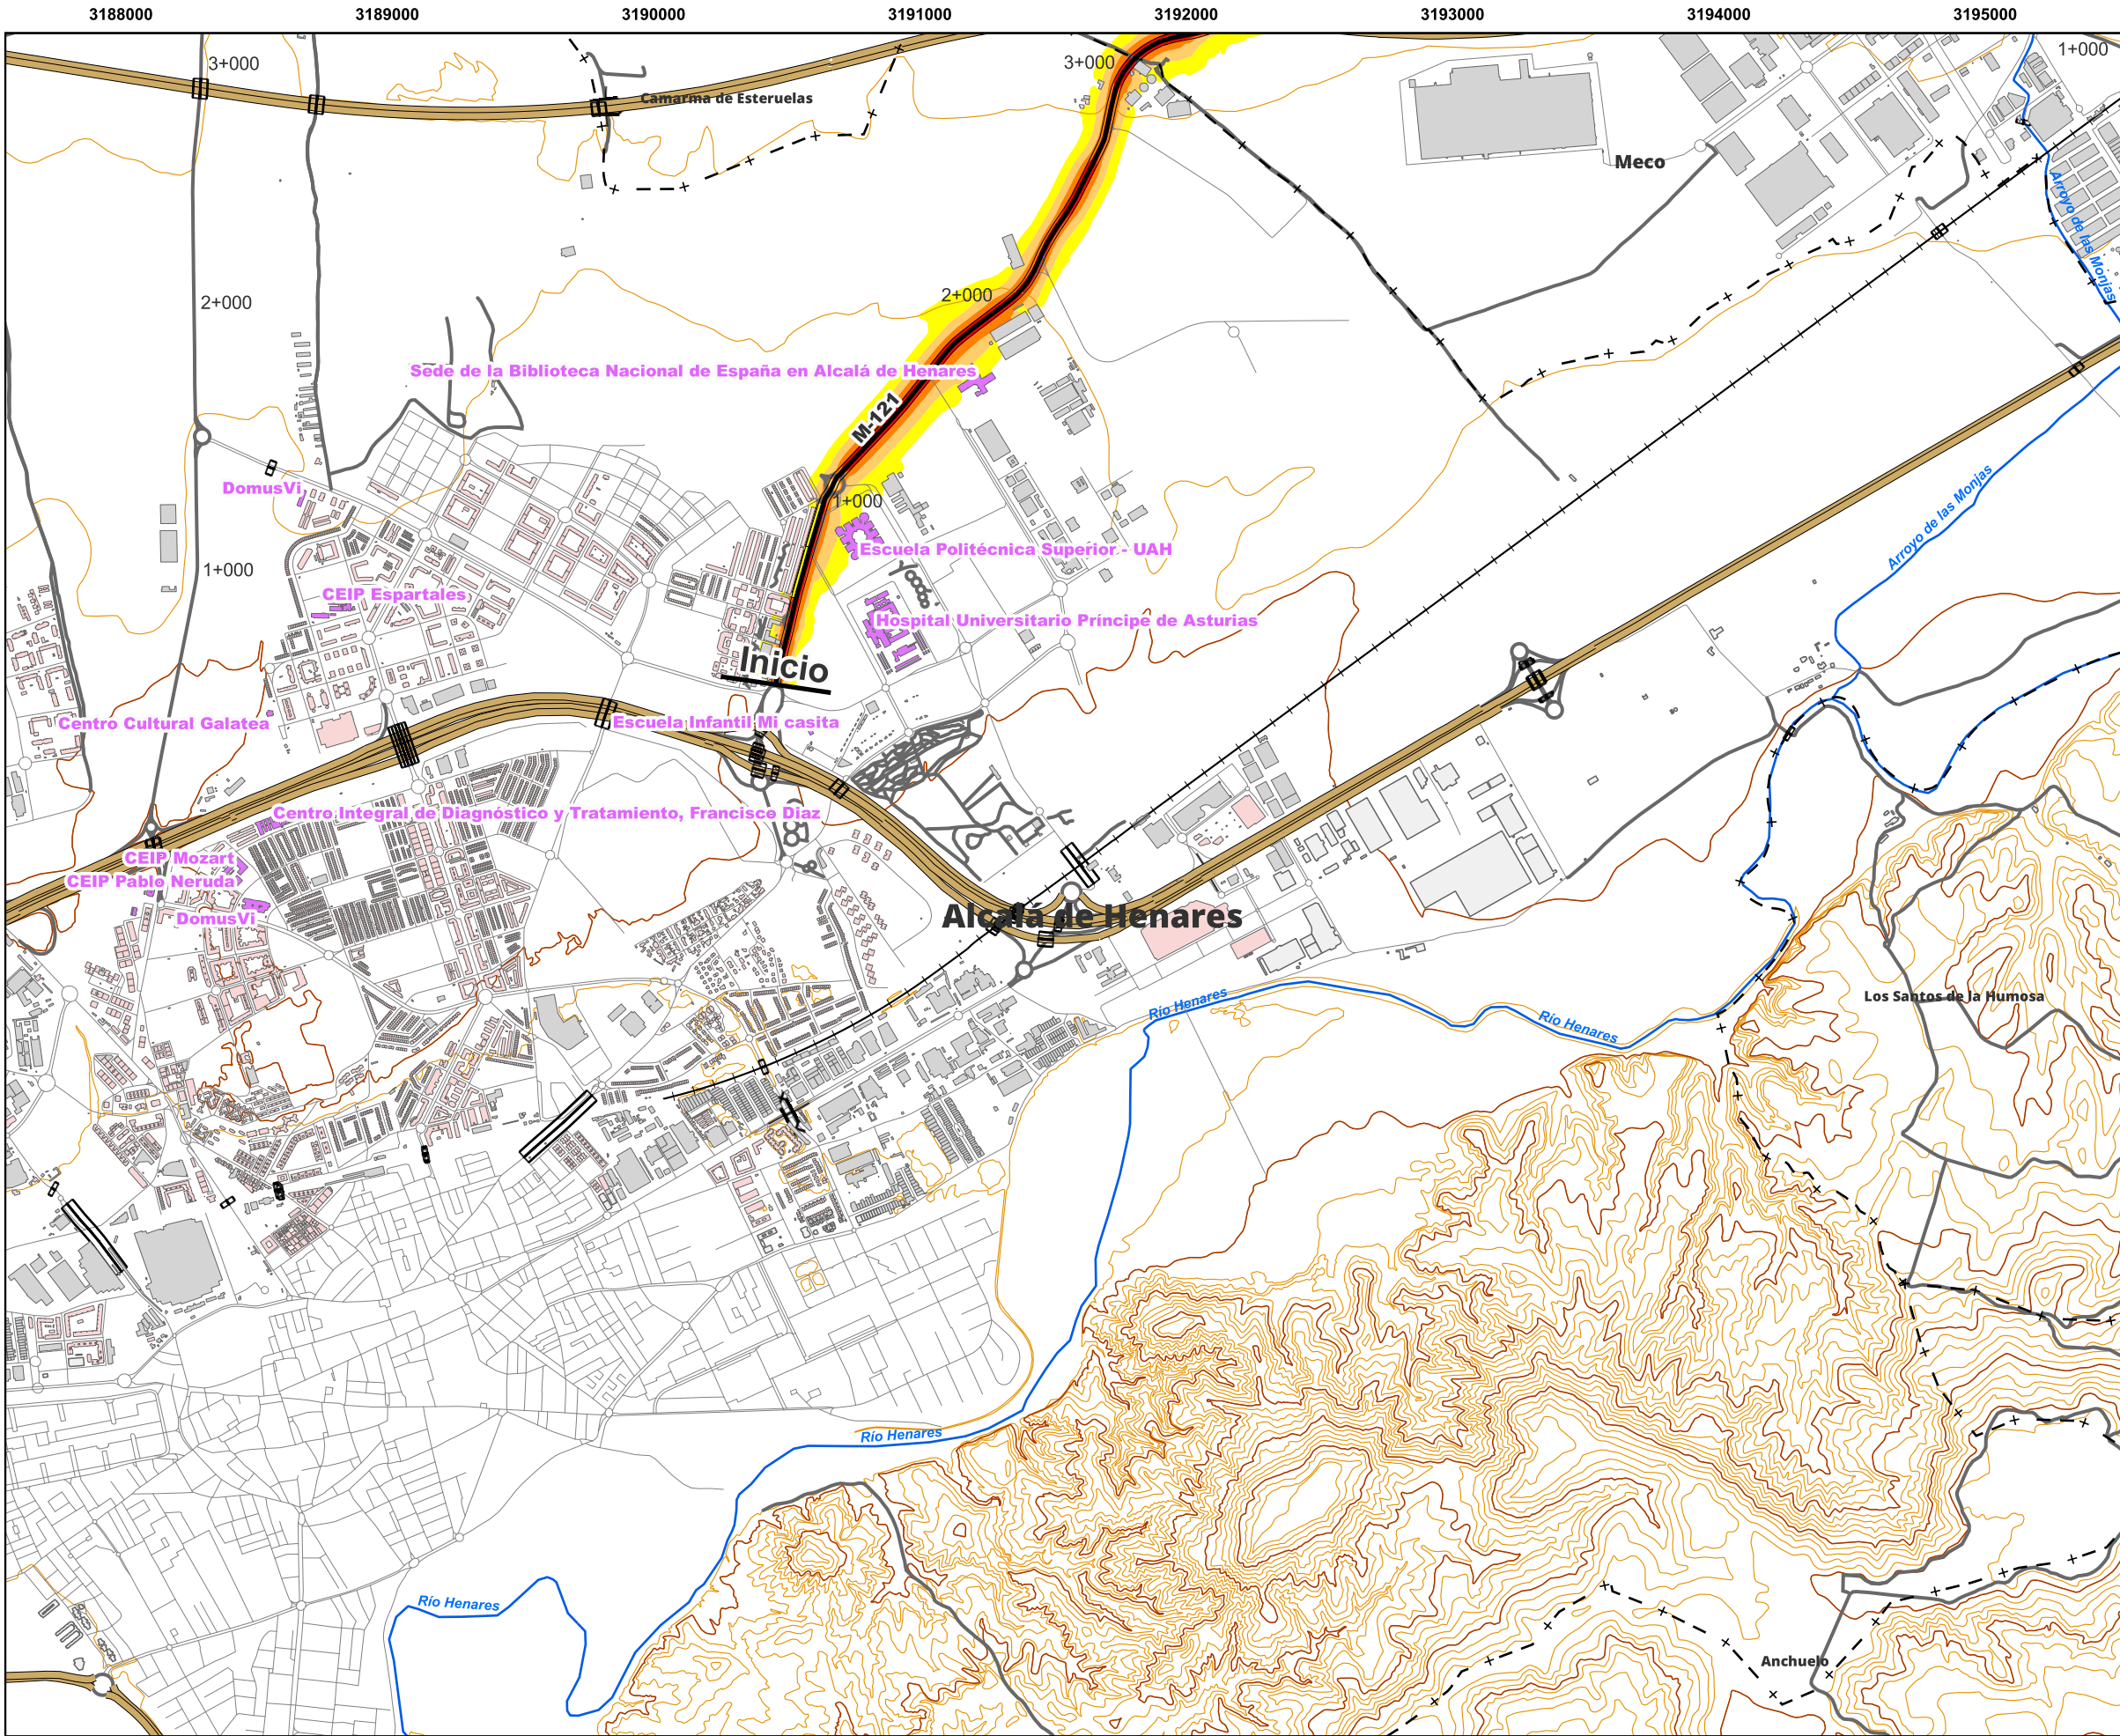 3188000 3189000 3190000 3191000 3192000 3193000 3194000 3195000
3+000
3+000
1+000
Camarma de Esteruelas
Meco
Arroyo de las Monjas
2+000
2+000
Sede de la Biblioteca Nacional de España en Alcalá de Henares
M-121
DomusVi
1+000
Arroyo de las Monjas
Escuela Politécnica Superior - UAH
1+000
CEIP Espartales
Hospital Universitario Príncipe de Asturias
Inicio
Centro Cultural Galatea
Escuela Infantil Mi casita
Centro Integral de Diagnóstico y Tratamiento, Francisco Diaz
CEIP Mozart
CEIP Pablo Neruda
DomusVi
Alcalá de Henares
Los Santos de la Humosa
Río Henares
Río Henares
Río Henares
Río Henares
Anchuelo